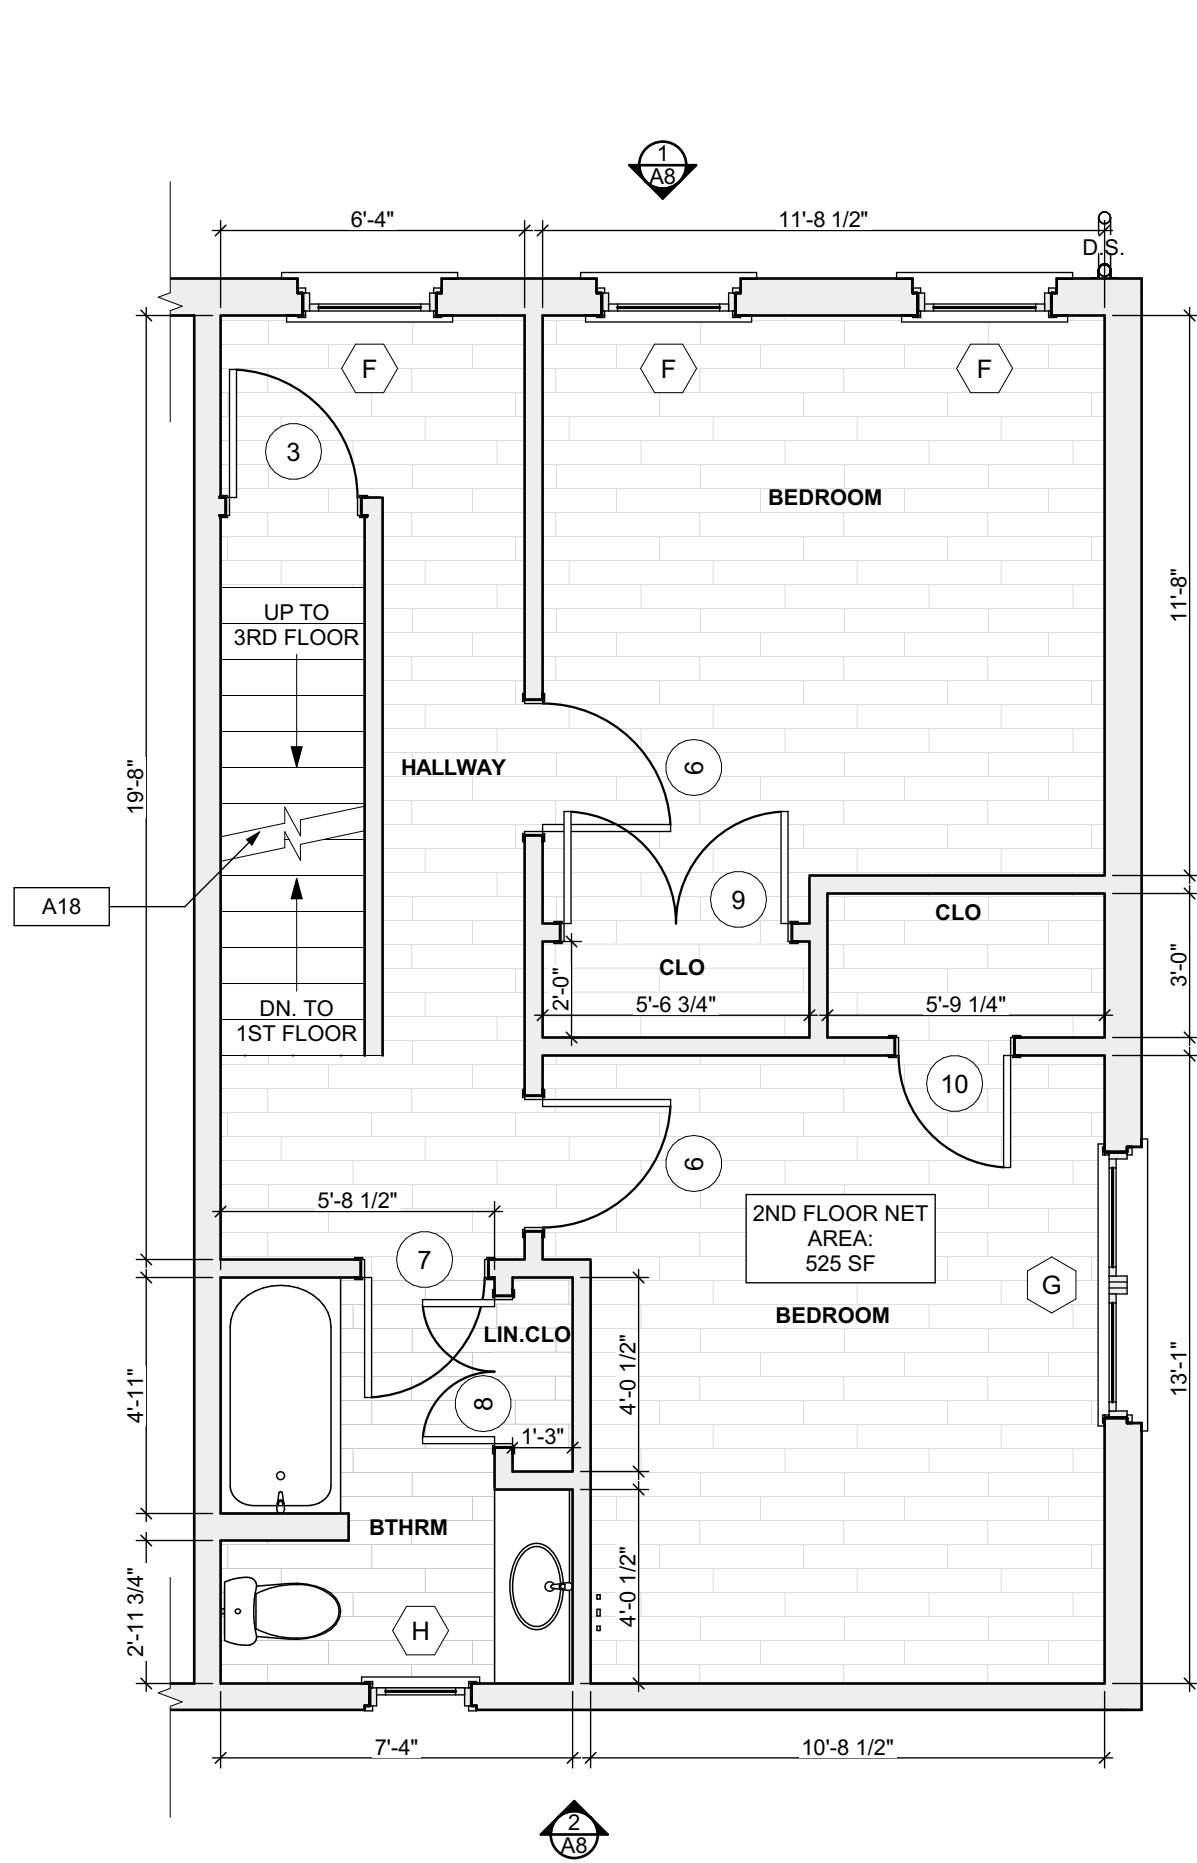 1
A8
6'-4"
11'-8 1/2"
D.S.
F
F
F
3
BEDROOM
UP TO
3RD FLOOR
11'-8"
HALLWAY
6
19'-8"
A18
9
CLO
CLO
2'-0"
5'-6 3/4"
5'-9 1/4"
3'-0"
DN. TO
1ST FLOOR
10
6
5'-8 1/2"
2ND FLOOR NET
AREA:
525 SF
7
G
BEDROOM
LIN.CLO
4'-0 1/2"
13'-1"
4'-11"
8
1'-3"
BTHRM
4'-0 1/2"
2'-11 3/4"
H
7'-4"
10'-8 1/2"
2
A8